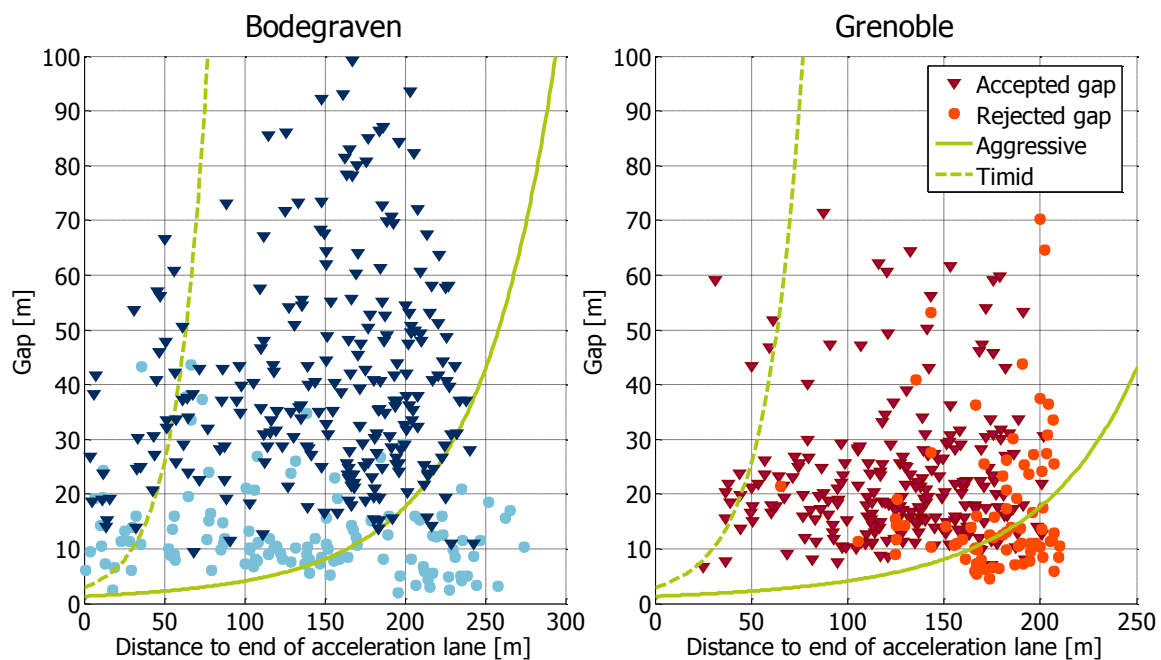 Bodegraven
100
90
80
70
60
50
40
30
20
10
0
Gap [m]
0 50 100 150 200 250 300
Distance to end of acceleration lane [m]
Grenoble
Accepted gap
Rejected gap
Aggressive
Timid
100
90
80
70
60
50
40
30
20
10
0
Gap [m]
0 50 100 150 200 250
Distance to end of acceleration lane [m]